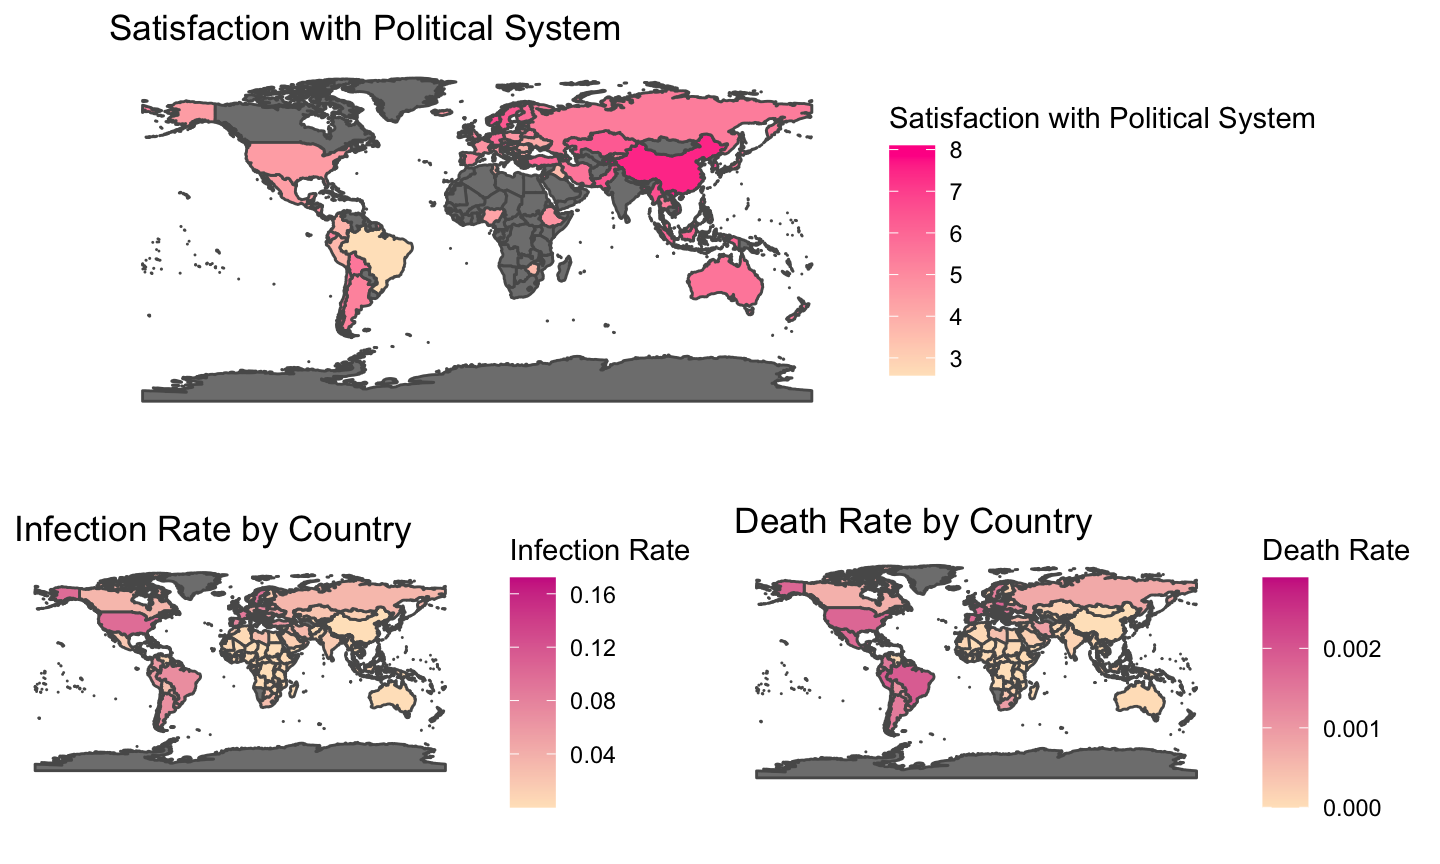 Satisfaction with Political System
Satisfaction with Political System
8
7
6
5
4
3
Infection Rate by Country
Infection Rate
0.16
0.12
0.08
0.04
Death Rate by Country
Death Rate
0.002
0.001
0.000